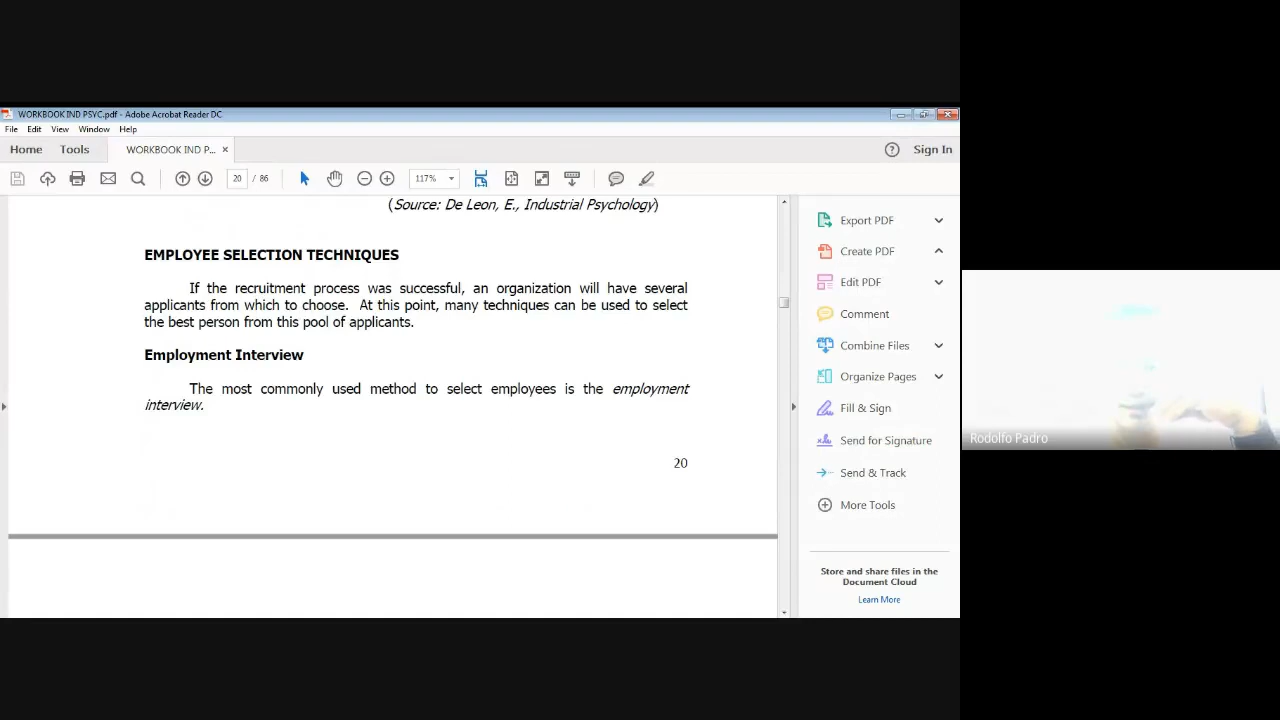 WORKBOOK IND PSYC.pdf - Adobe Acrobat Reader DC
File Edit View Window Help
Home Tools WORKBOOK IND P... × Sign In
20 / 86 117%
(Source: De Leon, E., Industrial Psychology)
EMPLOYEE SELECTION TECHNIQUES
If the recruitment process was successful, an organization will have several
applicants from which to choose. At this point, many techniques can be used to select
the best person from this pool of applicants.
Employment Interview
The most commonly used method to select employees is the employment
interview.
20
Export PDF
Create PDF
Edit PDF
Comment
Combine Files
Organize Pages
Fill & Sign
Send for Signature
Send & Track
More Tools
Store and share files in the
Document Cloud
Learn More
Rodolfo Padro